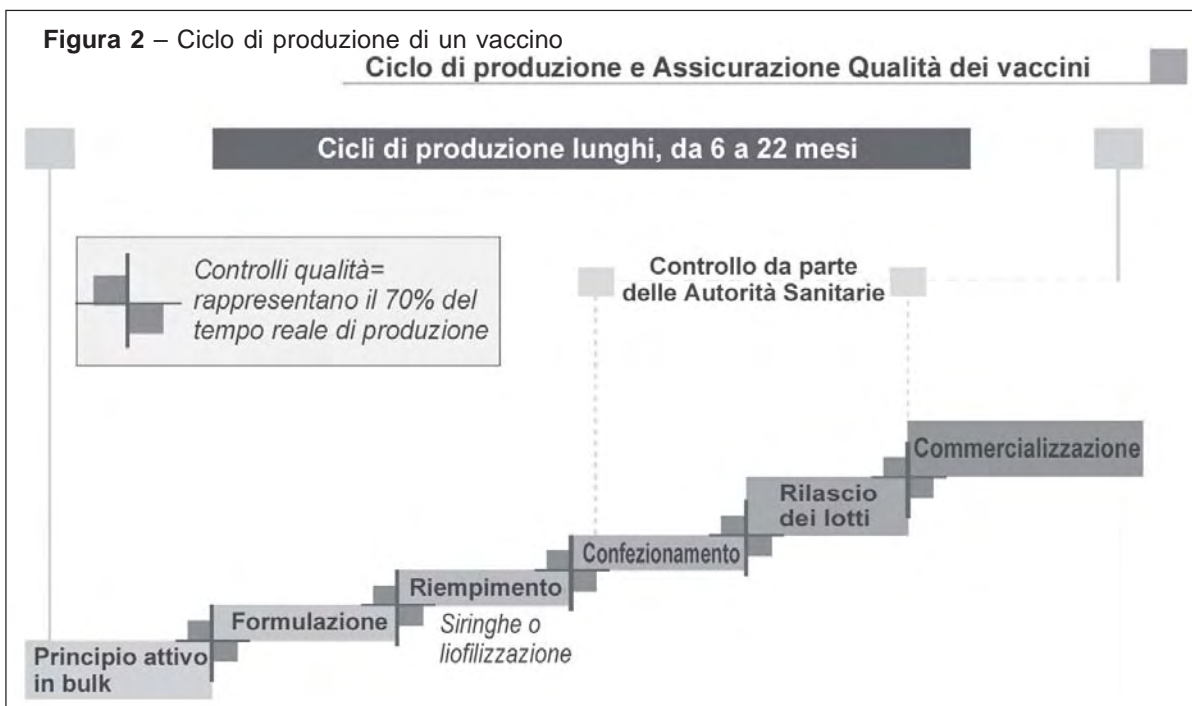 Figura 2 – Ciclo di produzione di un vaccino
Ciclo di produzione e Assicurazione Qualità dei vaccini
Cicli di produzione lunghi, da 6 a 22 mesi
Controlli qualità=
rappresentano il 70% del
tempo reale di produzione
Controllo da parte
delle Autorità Sanitarie
Commercializzazione
Rilascio
dei lotti
Confezionamento
Riempimento
Siringhe o
liofilizzazione
Formulazione
Principio attivo
in bulk